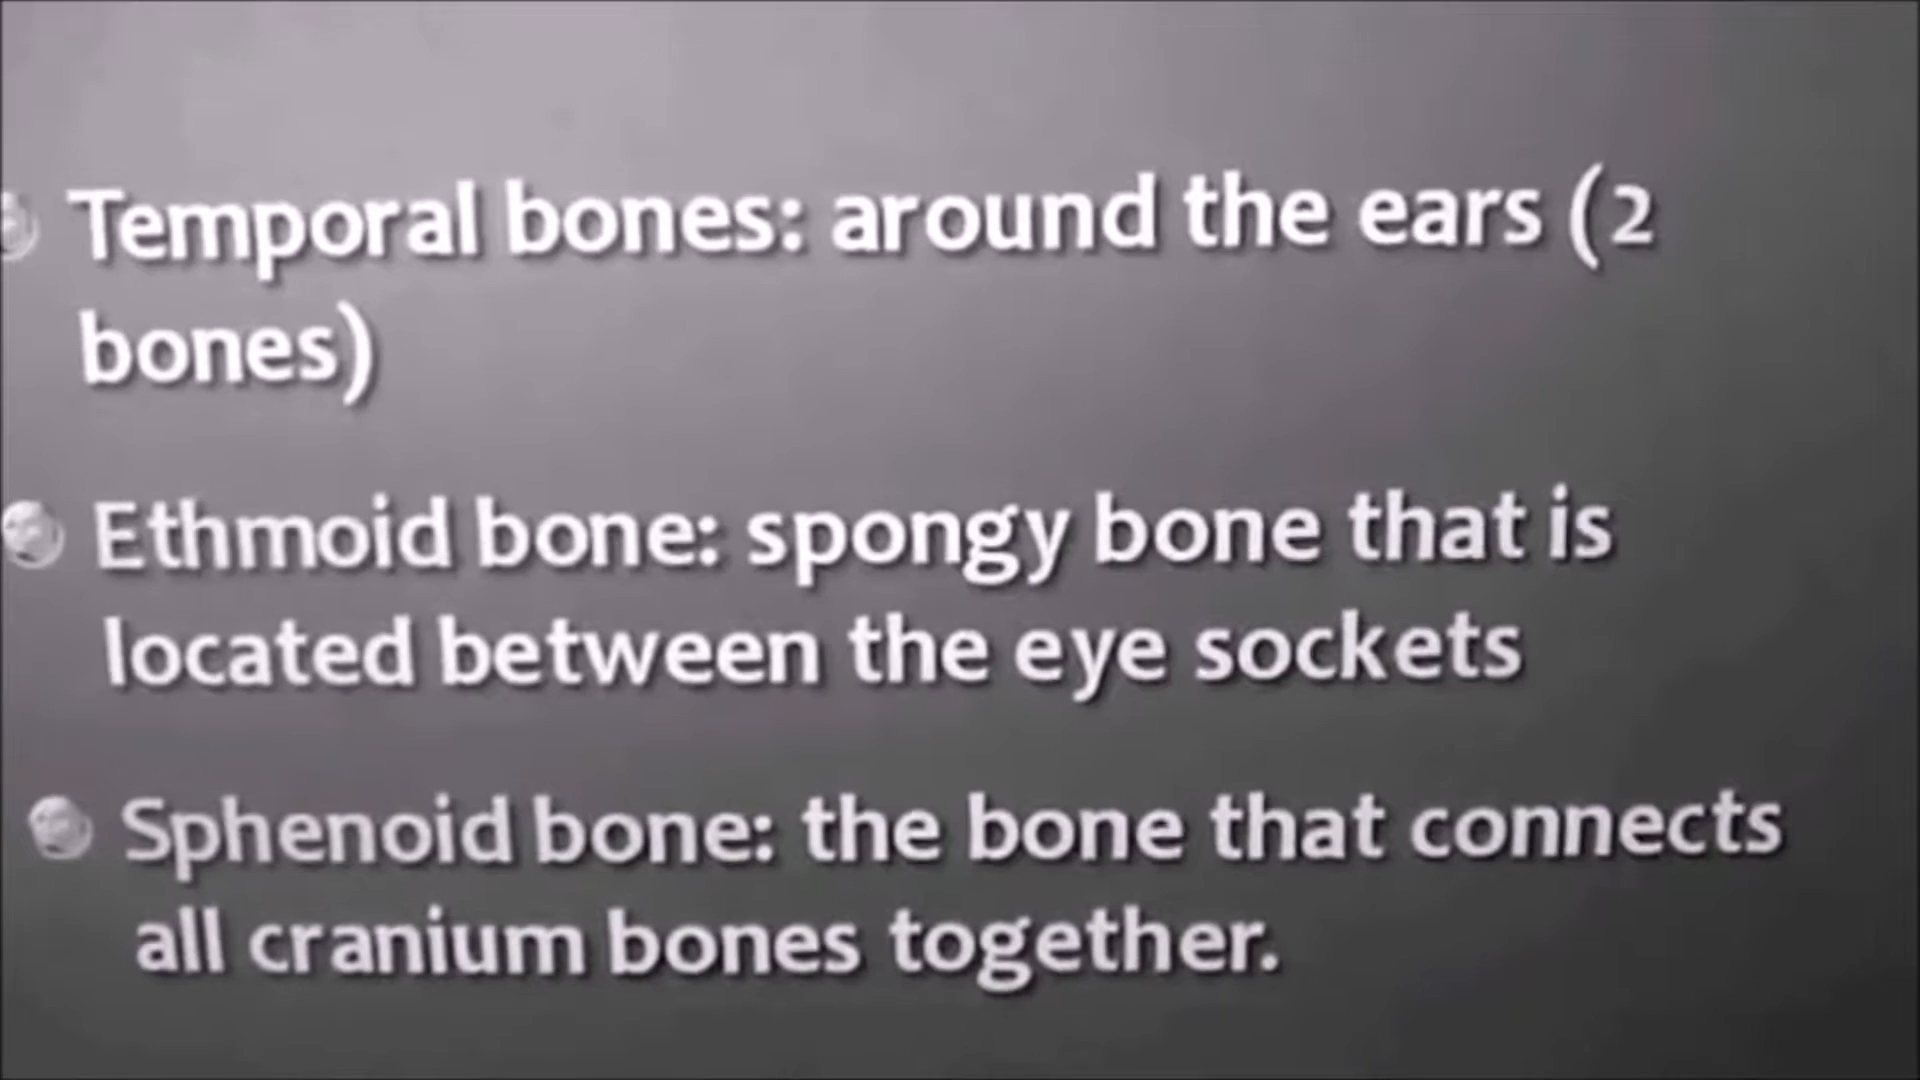 Temporal bones: around the ears (2
bones)
Ethmoid bone: spongy bone that is
located between the eye sockets
Sphenoid bone: the bone that connects
all cranium bones together.